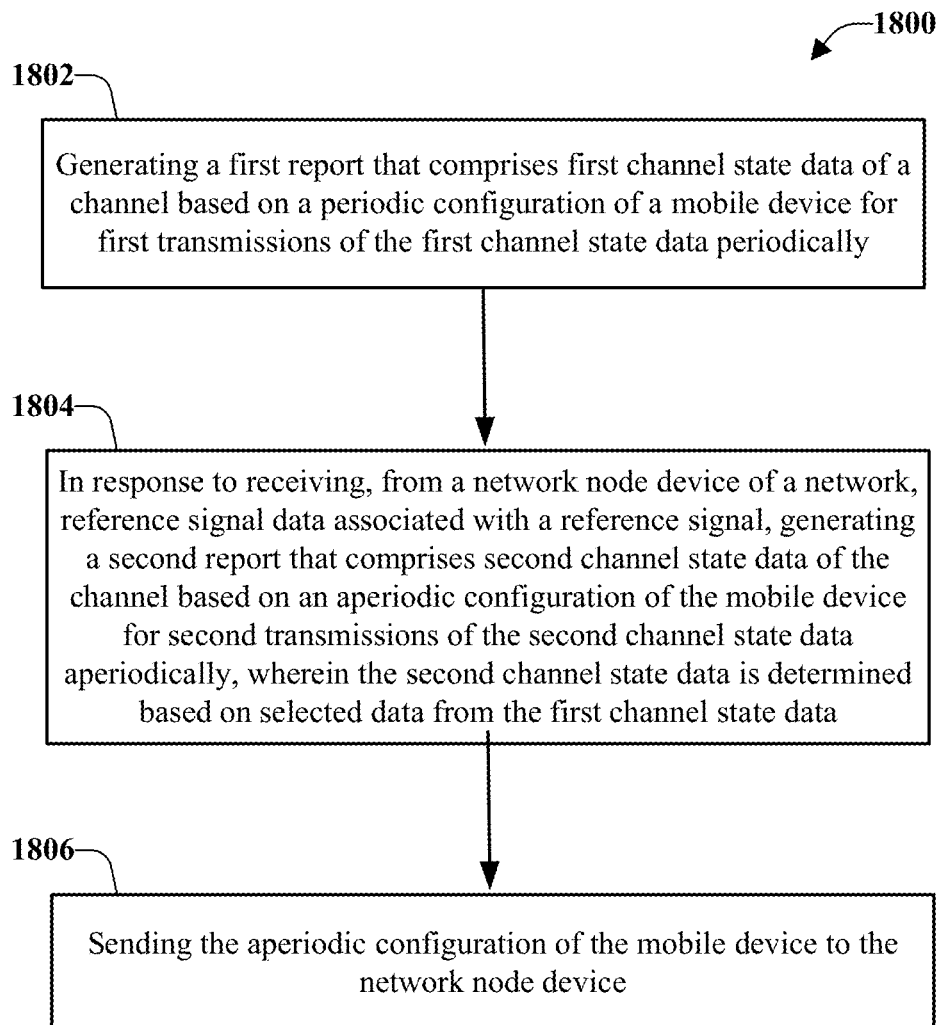 1800
1802
Generating a first report that comprises first channel state data of a
channel based on a periodic configuration of a mobile device for
first transmissions of the first channel state data periodically
1804
In response to receiving, from a network node device of a network,
reference signal data associated with a reference signal, generating
a second report that comprises second channel state data of the
channel based on an aperiodic configuration of the mobile device
for second transmissions of the second channel state data
aperiodically, wherein the second channel state data is determined
based on selected data from the first channel state data
1806
Sending the aperiodic configuration of the mobile device to the
network node device